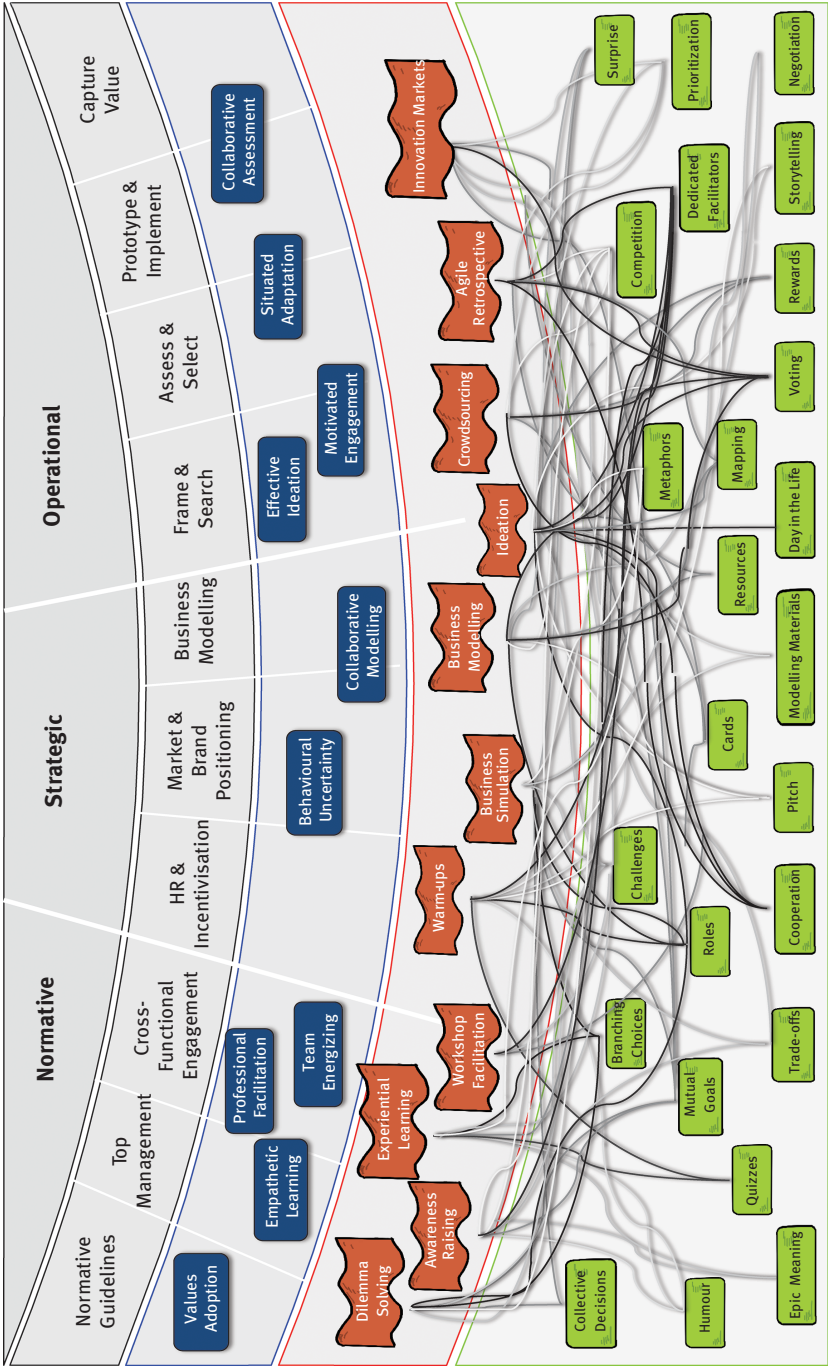 Normative
Strategic
Operational
Normative
Guidelines
Top
Management
Cross-
Functional
Engagement
HR &
Incentivisation
Market &
Brand
Positioning
Business
Modelling
Frame &
Search
Assess &
Select
Prototype &
Implement
Capture
Value
Values
Adoption
Empathetic
Learning
Professional
Facilitation
Team
Energizing
Behavioural
Uncertainty
Collaborative
Modelling
Effective
Ideation
Motivated
Engagement
Situated
Adaptation
Collaborative
Assessment
Dilemma
Solving
Awareness
Raising
Experiential
Learning
Workshop
Facilitation
Warm-ups
Business
Simulation
Business
Modelling
Ideation
Crowdsourcing
Agile
Retrospective
Innovation Markets
Collective
Decisions
Humour
Epic Meaning
Quizzes
Mutual
Goals
Branching
Choices
Trade-offs
Roles
Challenges
Cooperation
Pitch
Cards
Modelling Materials
Resources
Day in the Life
Mapping
Metaphors
Voting
Rewards
Competition
Dedicated
Facilitators
Storytelling
Surprise
Prioritization
Negotiation